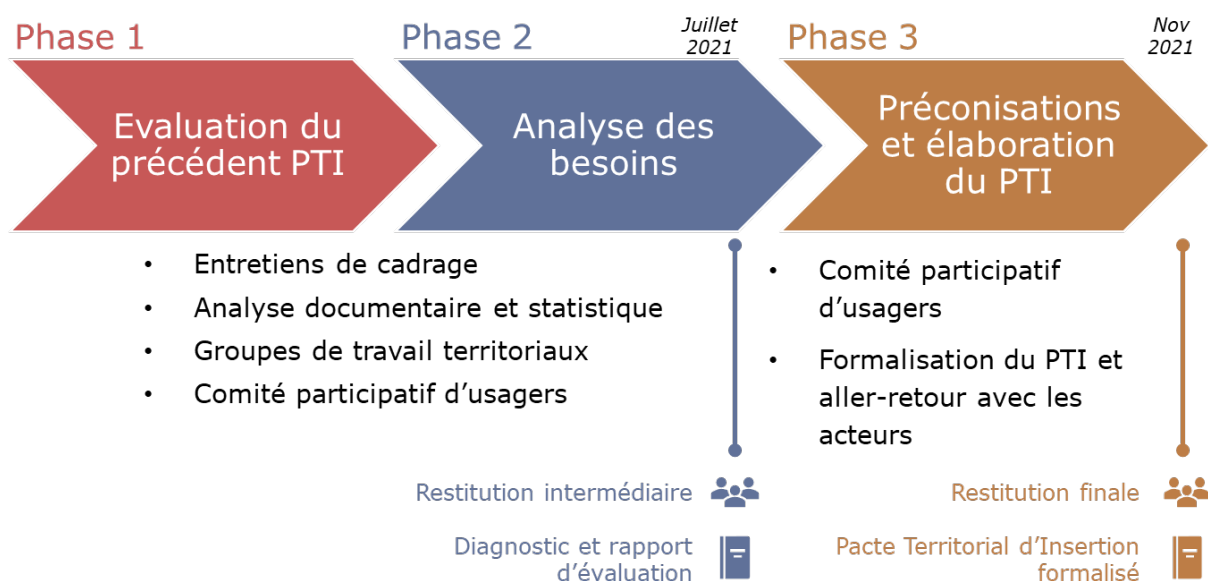 Phase 1
Evaluation du
précédent PTI
Phase 2
Juillet
2021
Analyse des
besoins
Phase 3
Nov
2021
Préconisations
et élaboration
du PTI
• Entretiens de cadrage
• Analyse documentaire et statistique
• Groupes de travail territoriaux
• Comité participatif d’usagers
• Comité participatif
d’usagers
• Formalisation du PTI et
aller-retour avec les
acteurs
Restitution intermédiaire
Diagnostic et rapport
d’évaluation
Restitution finale
Pacte Territorial d’Insertion
formalisé